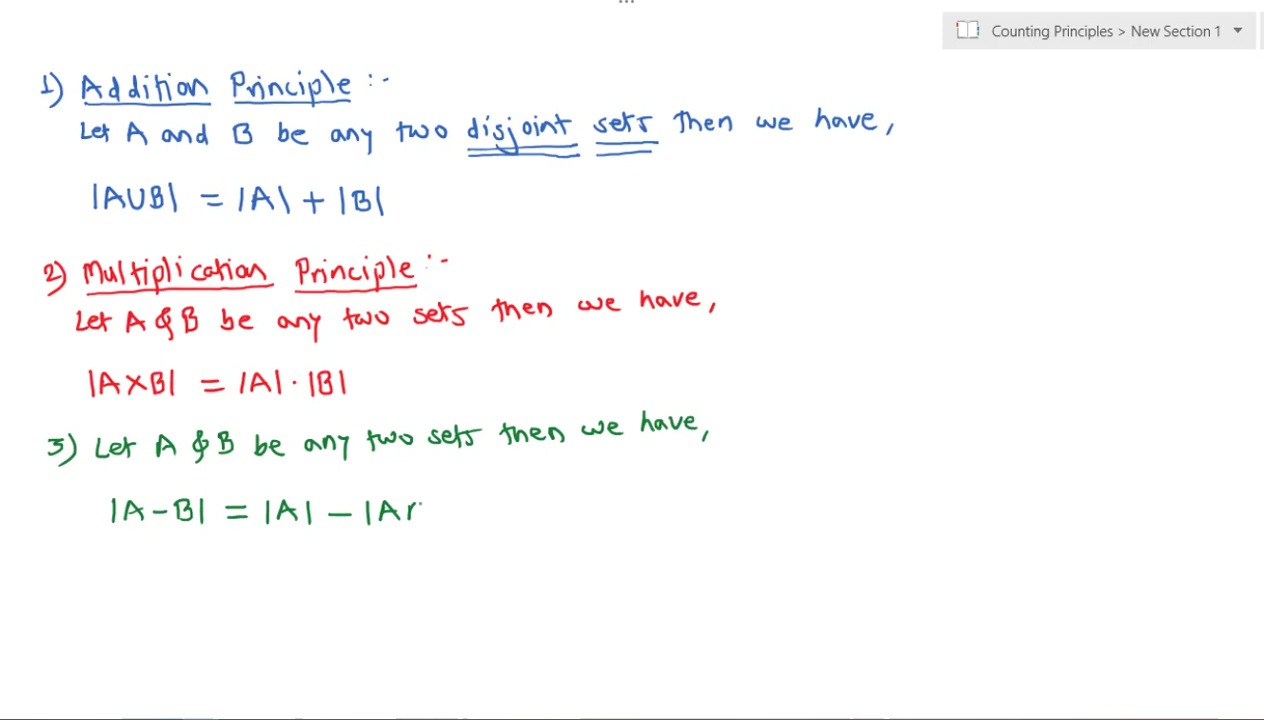 Counting Principles > New Section 1
1) Addition Principle :-
Let A and B be any two disjoint sets then we have,
|A∪B| = |A| + |B|
2) Multiplication Principle :-
Let A & B be any two sets then we have,
|A×B| = |A| · |B|
3) Let A & B be any two sets then we have,
|A-B| = |A| - |A